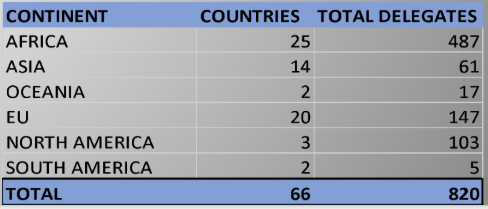 CONTINENT COUNTRIES TOTAL DELEGATES
AFRICA 25 487
ASIA 14 61
OCEANIA 2 17
EU 20 147
NORTH AMERICA 3 103
SOUTH AMERICA 2 5
TOTAL 66 820